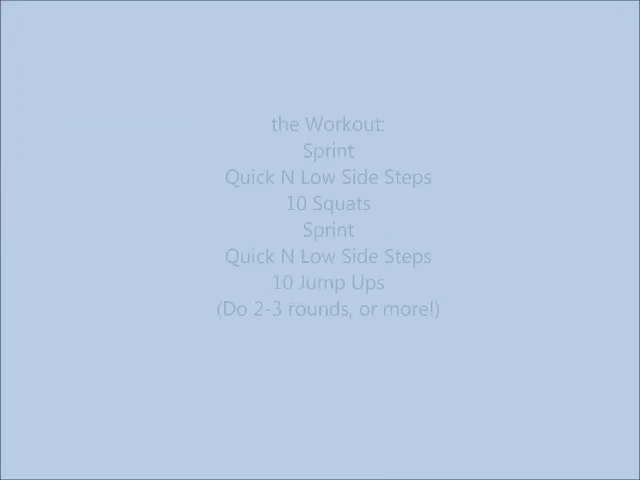 the Workout:
Sprint
Quick N Low Side Steps
10 Squats
Sprint
Quick N Low Side Steps
10 Jump Ups
(Do 2-3 rounds, or more!)